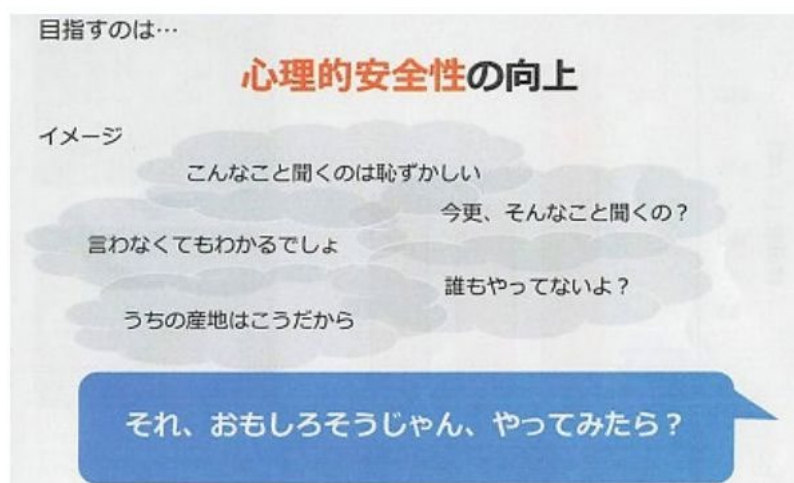 目指すのは…
心理的安全性の向上
イメージ
こんなこと聞くのは恥ずかしい
今更、そんなこと聞くの？
言わなくてもわかるでしょ
誰もやってないよ？
うちの産地はこうだから
それ、おもしろそうじゃん、やってみたら？